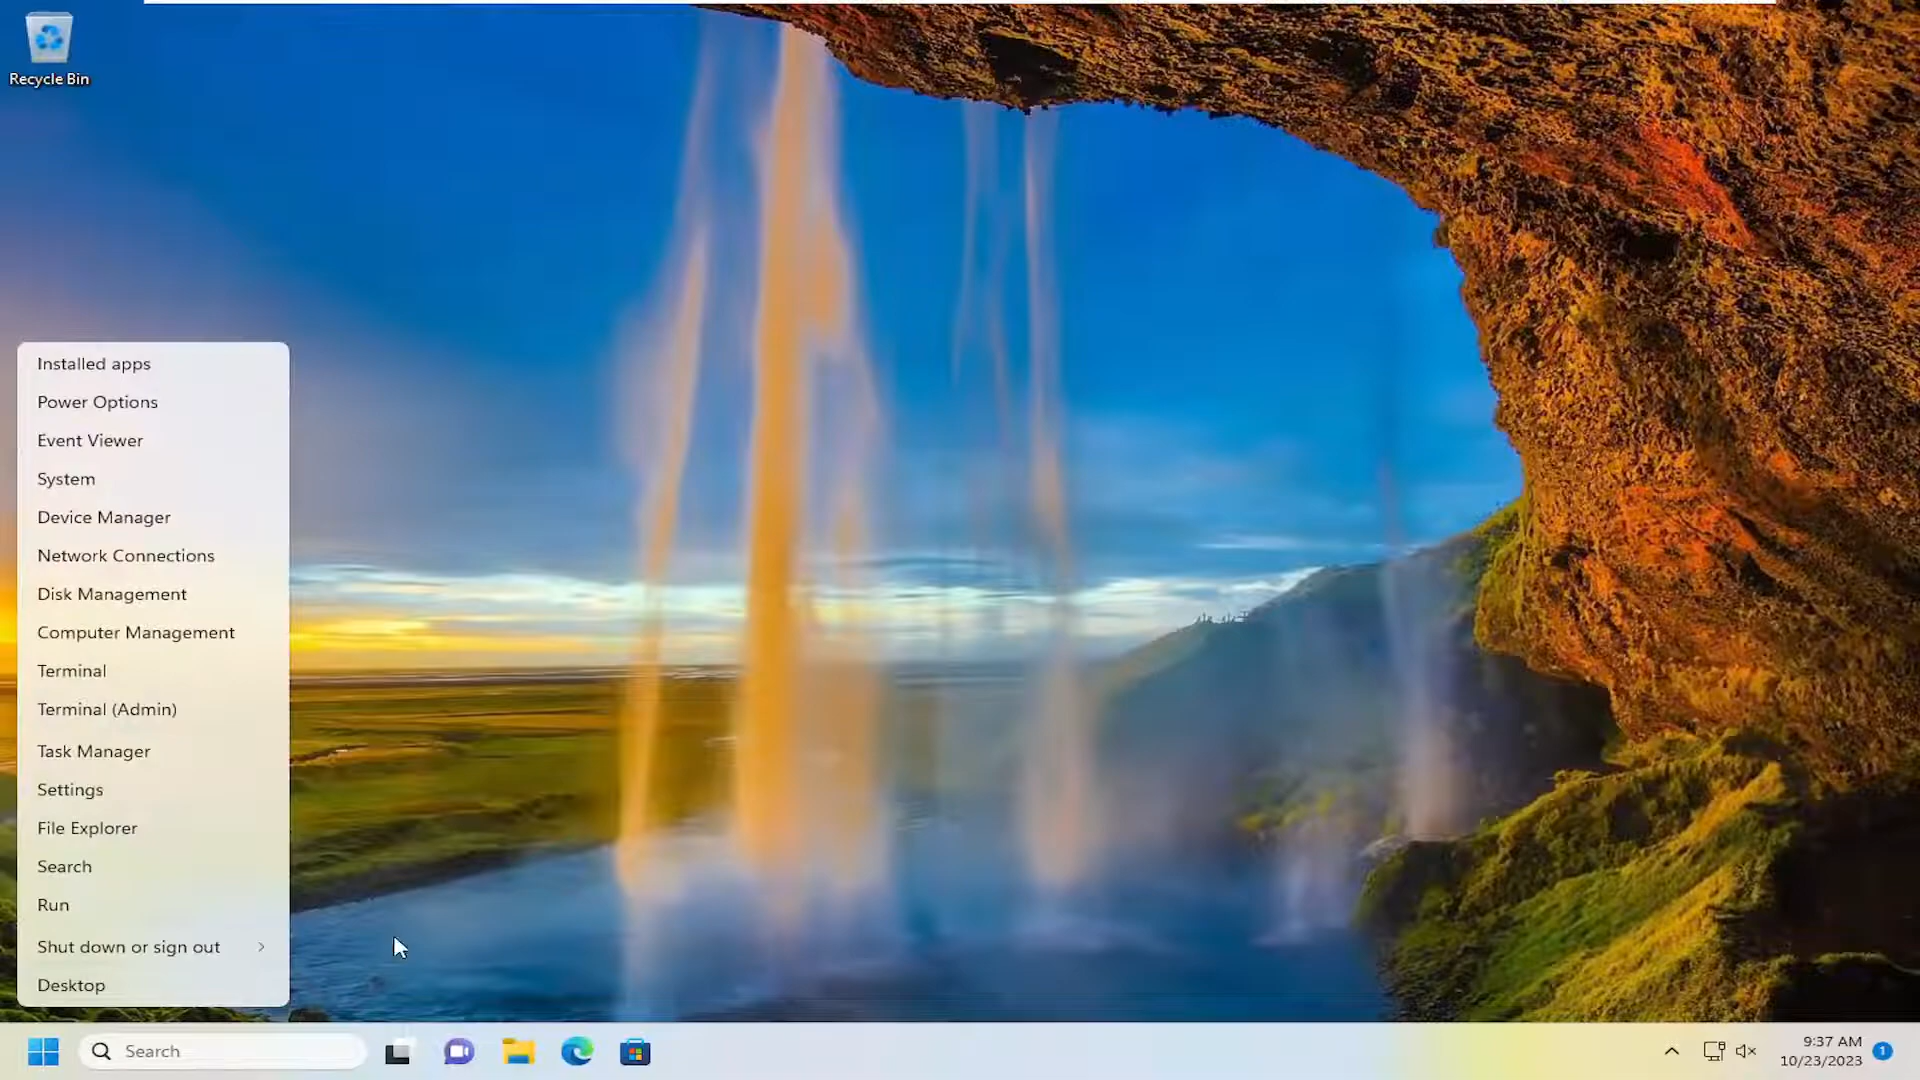 Recycle Bin
Installed apps
Power Options
Event Viewer
System
Device Manager
Network Connections
Disk Management
Computer Management
Terminal
Terminal (Admin)
Task Manager
Settings
File Explorer
Search
Run
Shut down or sign out
Desktop
Search
9:37 AM
10/23/2023
1